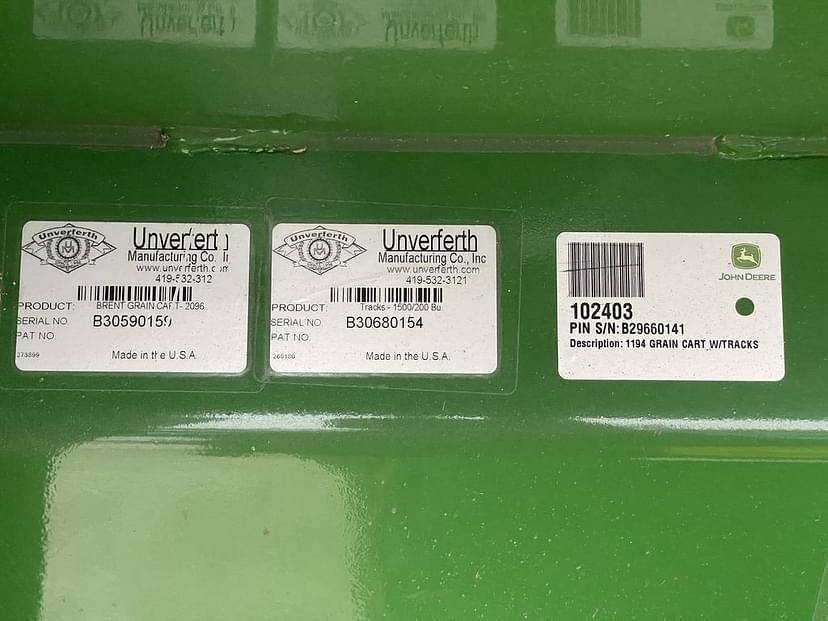 Unverferth
Manufacturing Co.
www.unverferth.com
419-532-312
PRODUCT: BRENT GRAIN CART - 2096
SERIAL NO. B30590159
PAT NO.
273899 Made in the U.S.A.
Unverferth
Unverferth
Manufacturing Co., Inc
www.unverferth.com
419-532-3121
PRODUCT: Tracks - 1500/200 Bu.
SERIAL NO. B30680154
PAT NO.
268180 Made in the U.S.A.
JOHN DEERE
102403
PIN S/N:B29660141
Description: 1194 GRAIN CART W/TRACKS